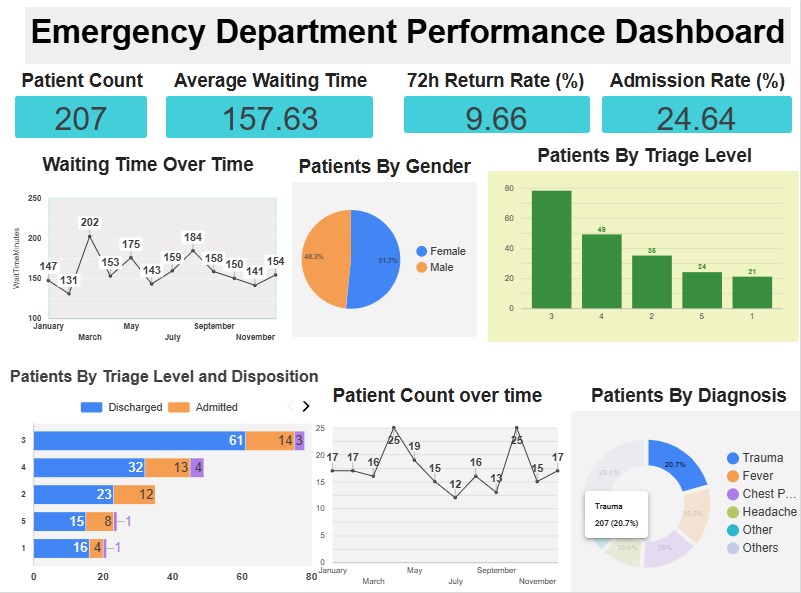 Emergency Department Performance Dashboard
Patient Count
207
Average Waiting Time
157.63
72h Return Rate (%)
9.66
Admission Rate (%)
24.64
Waiting Time Over Time
WaitTimeMinutes
250
200
150
100
147
131
202
153
175
143
159
184
158
150
141
154
January
March
May
July
September
November
Patients By Gender
48.3%
51.7%
Female
Male
Patients By Triage Level
80
60
40
20
0
49
35
24
21
3
4
2
5
1
Patients By Triage Level and Disposition
Discharged
Admitted
3
61
14
3
4
32
13
4
2
23
12
5
15
8
1
1
16
4
1
0
20
40
60
80
Patient Count over time
25
20
15
10
5
0
17
17
16
25
19
15
12
16
13
25
15
17
January
March
May
July
September
November
Patients By Diagnosis
20.7%
15.5%
15%
10.6%
Trauma
207 (20.7%)
Trauma
Fever
Chest P…
Headache
Other
Others